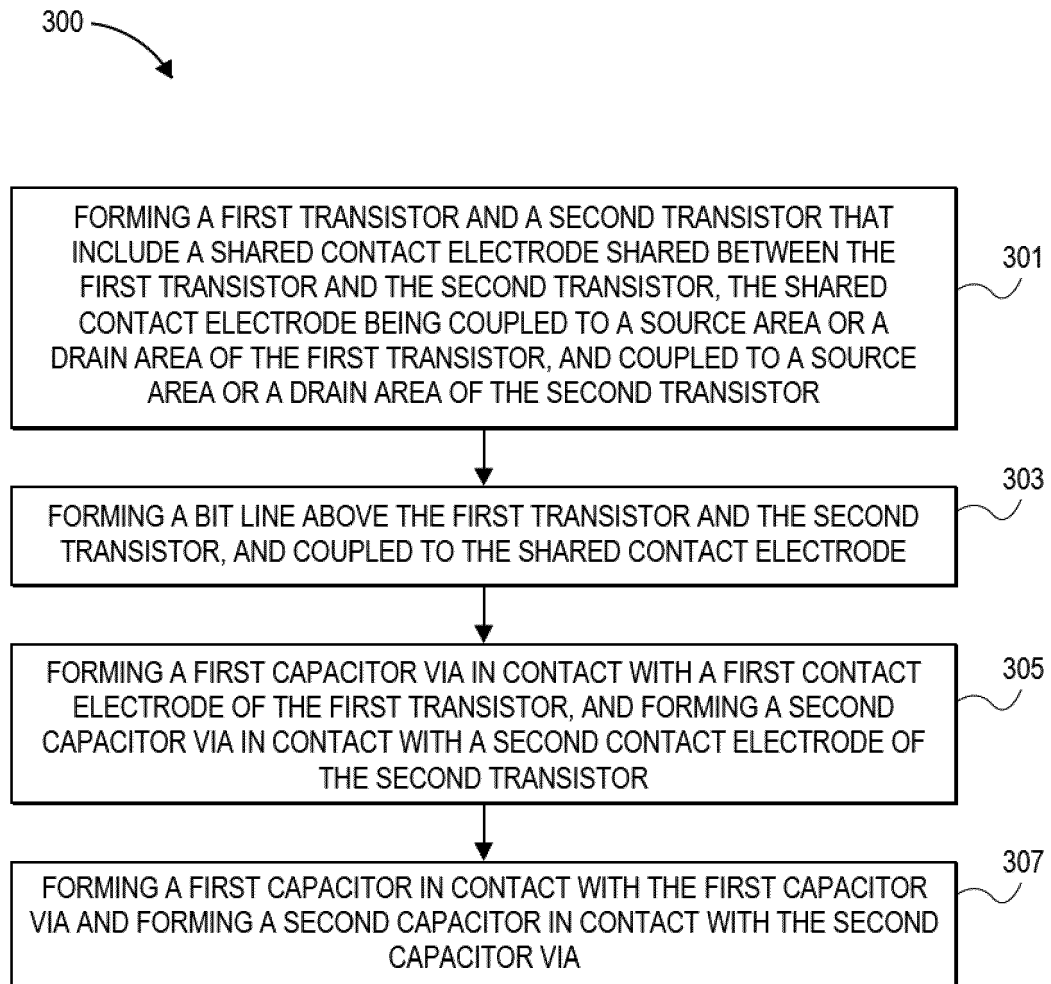 300
FORMING A FIRST TRANSISTOR AND A SECOND TRANSISTOR THAT
INCLUDE A SHARED CONTACT ELECTRODE SHARED BETWEEN THE
FIRST TRANSISTOR AND THE SECOND TRANSISTOR, THE SHARED
CONTACT ELECTRODE BEING COUPLED TO A SOURCE AREA OR A
DRAIN AREA OF THE FIRST TRANSISTOR, AND COUPLED TO A SOURCE
AREA OR A DRAIN AREA OF THE SECOND TRANSISTOR
301
FORMING A BIT LINE ABOVE THE FIRST TRANSISTOR AND THE SECOND
TRANSISTOR, AND COUPLED TO THE SHARED CONTACT ELECTRODE
303
FORMING A FIRST CAPACITOR VIA IN CONTACT WITH A FIRST CONTACT
ELECTRODE OF THE FIRST TRANSISTOR, AND FORMING A SECOND
CAPACITOR VIA IN CONTACT WITH A SECOND CONTACT ELECTRODE OF
THE SECOND TRANSISTOR
305
FORMING A FIRST CAPACITOR IN CONTACT WITH THE FIRST CAPACITOR
VIA AND FORMING A SECOND CAPACITOR IN CONTACT WITH THE SECOND
CAPACITOR VIA
307